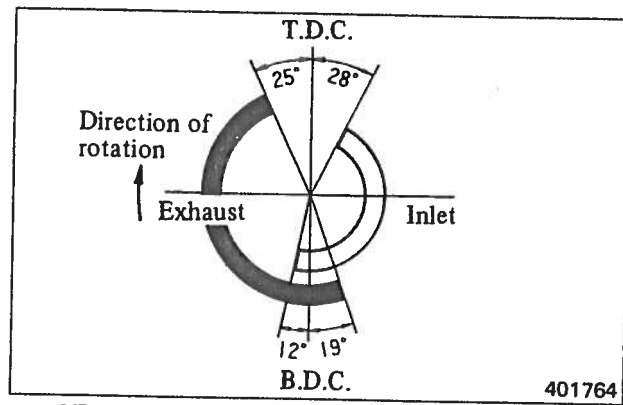 T.D.C.
25° 28°
Direction of
rotation
Exhaust Inlet
12° 19°
B.D.C.
401764